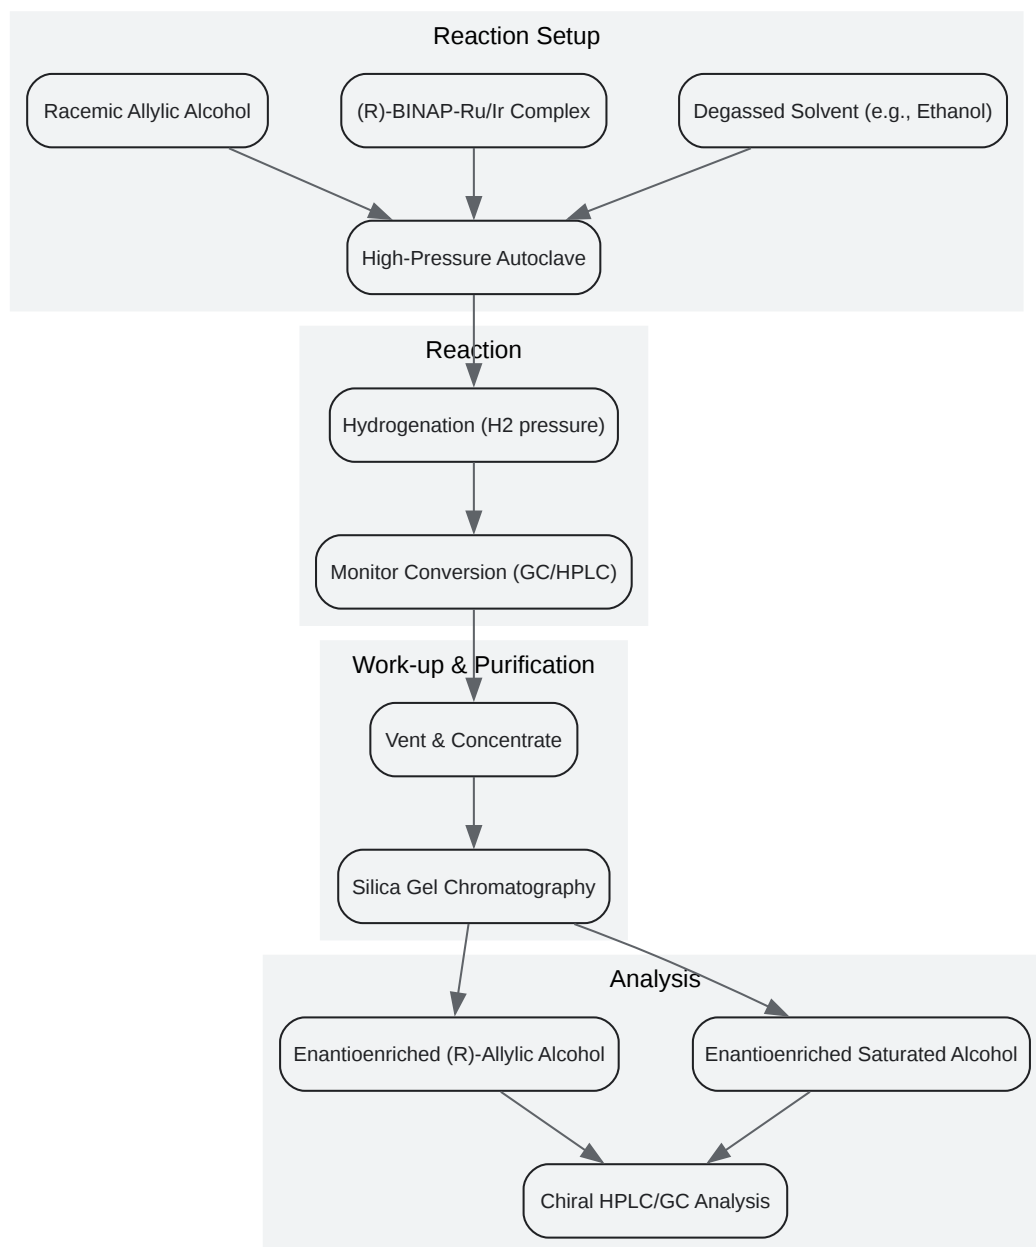 Reaction Setup
Racemic Allylic Alcohol
(R)-BINAP-Ru/Ir Complex
Degassed Solvent (e.g., Ethanol)
High-Pressure Autoclave
Reaction
Hydrogenation (H2 pressure)
Monitor Conversion (GC/HPLC)
Work-up & Purification
Vent & Concentrate
Silica Gel Chromatography
Analysis
Enantioenriched (R)-Allylic Alcohol
Enantioenriched Saturated Alcohol
Chiral HPLC/GC Analysis